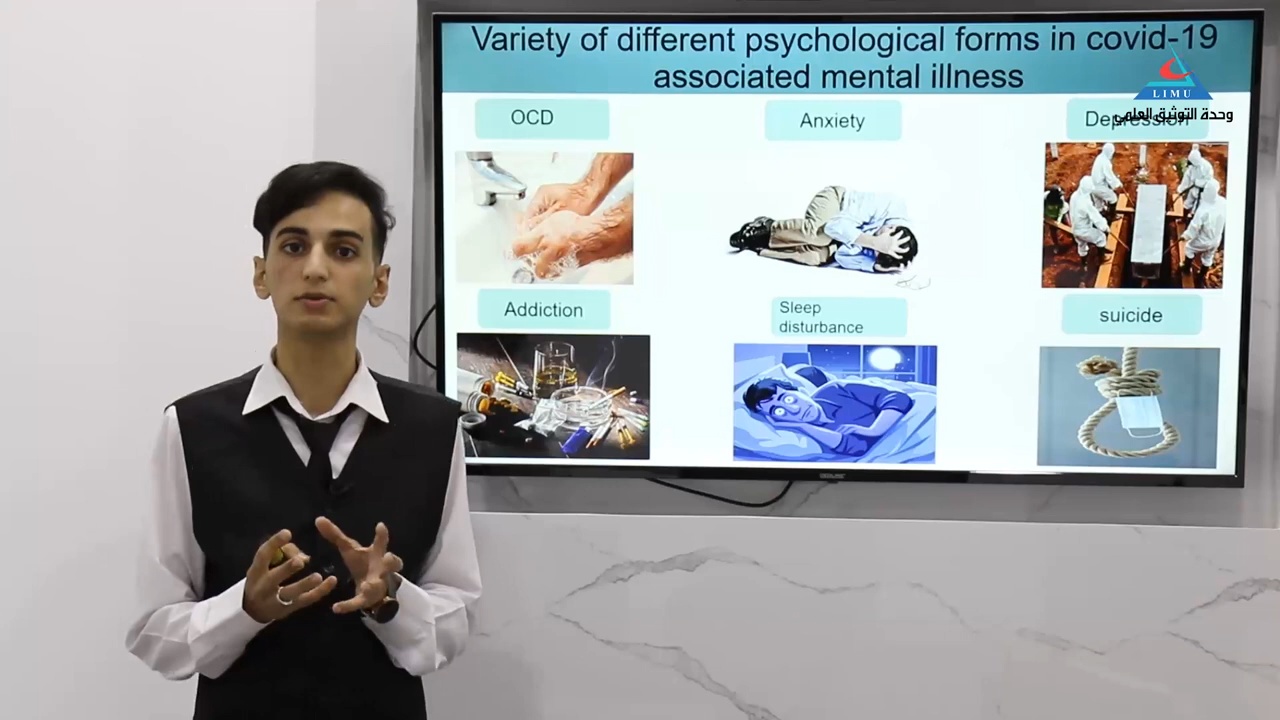 Variety of different psychological forms in covid-19
associated mental illness
LIMU
وحدة التوثيق العلمي
OCD
Anxiety
Depression
Addiction
Sleep
disturbance
suicide